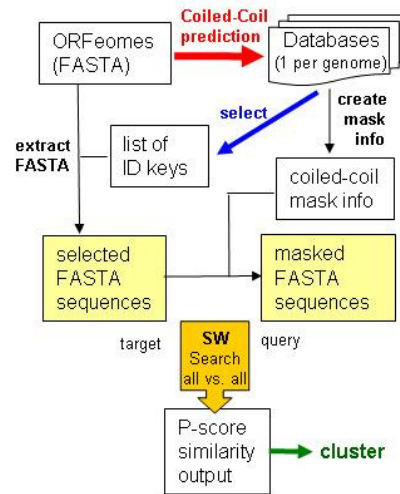 ORFeomes
(FASTA)
Coiled-Coil
prediction
Databases
(1 per genome)
select
create
mask
info
extract
FASTA
list of
ID keys
coiled-coil
mask info
selected
FASTA
sequences
masked
FASTA
sequences
target
SW
Search
all vs. all
query
P-score
similarity
output
cluster